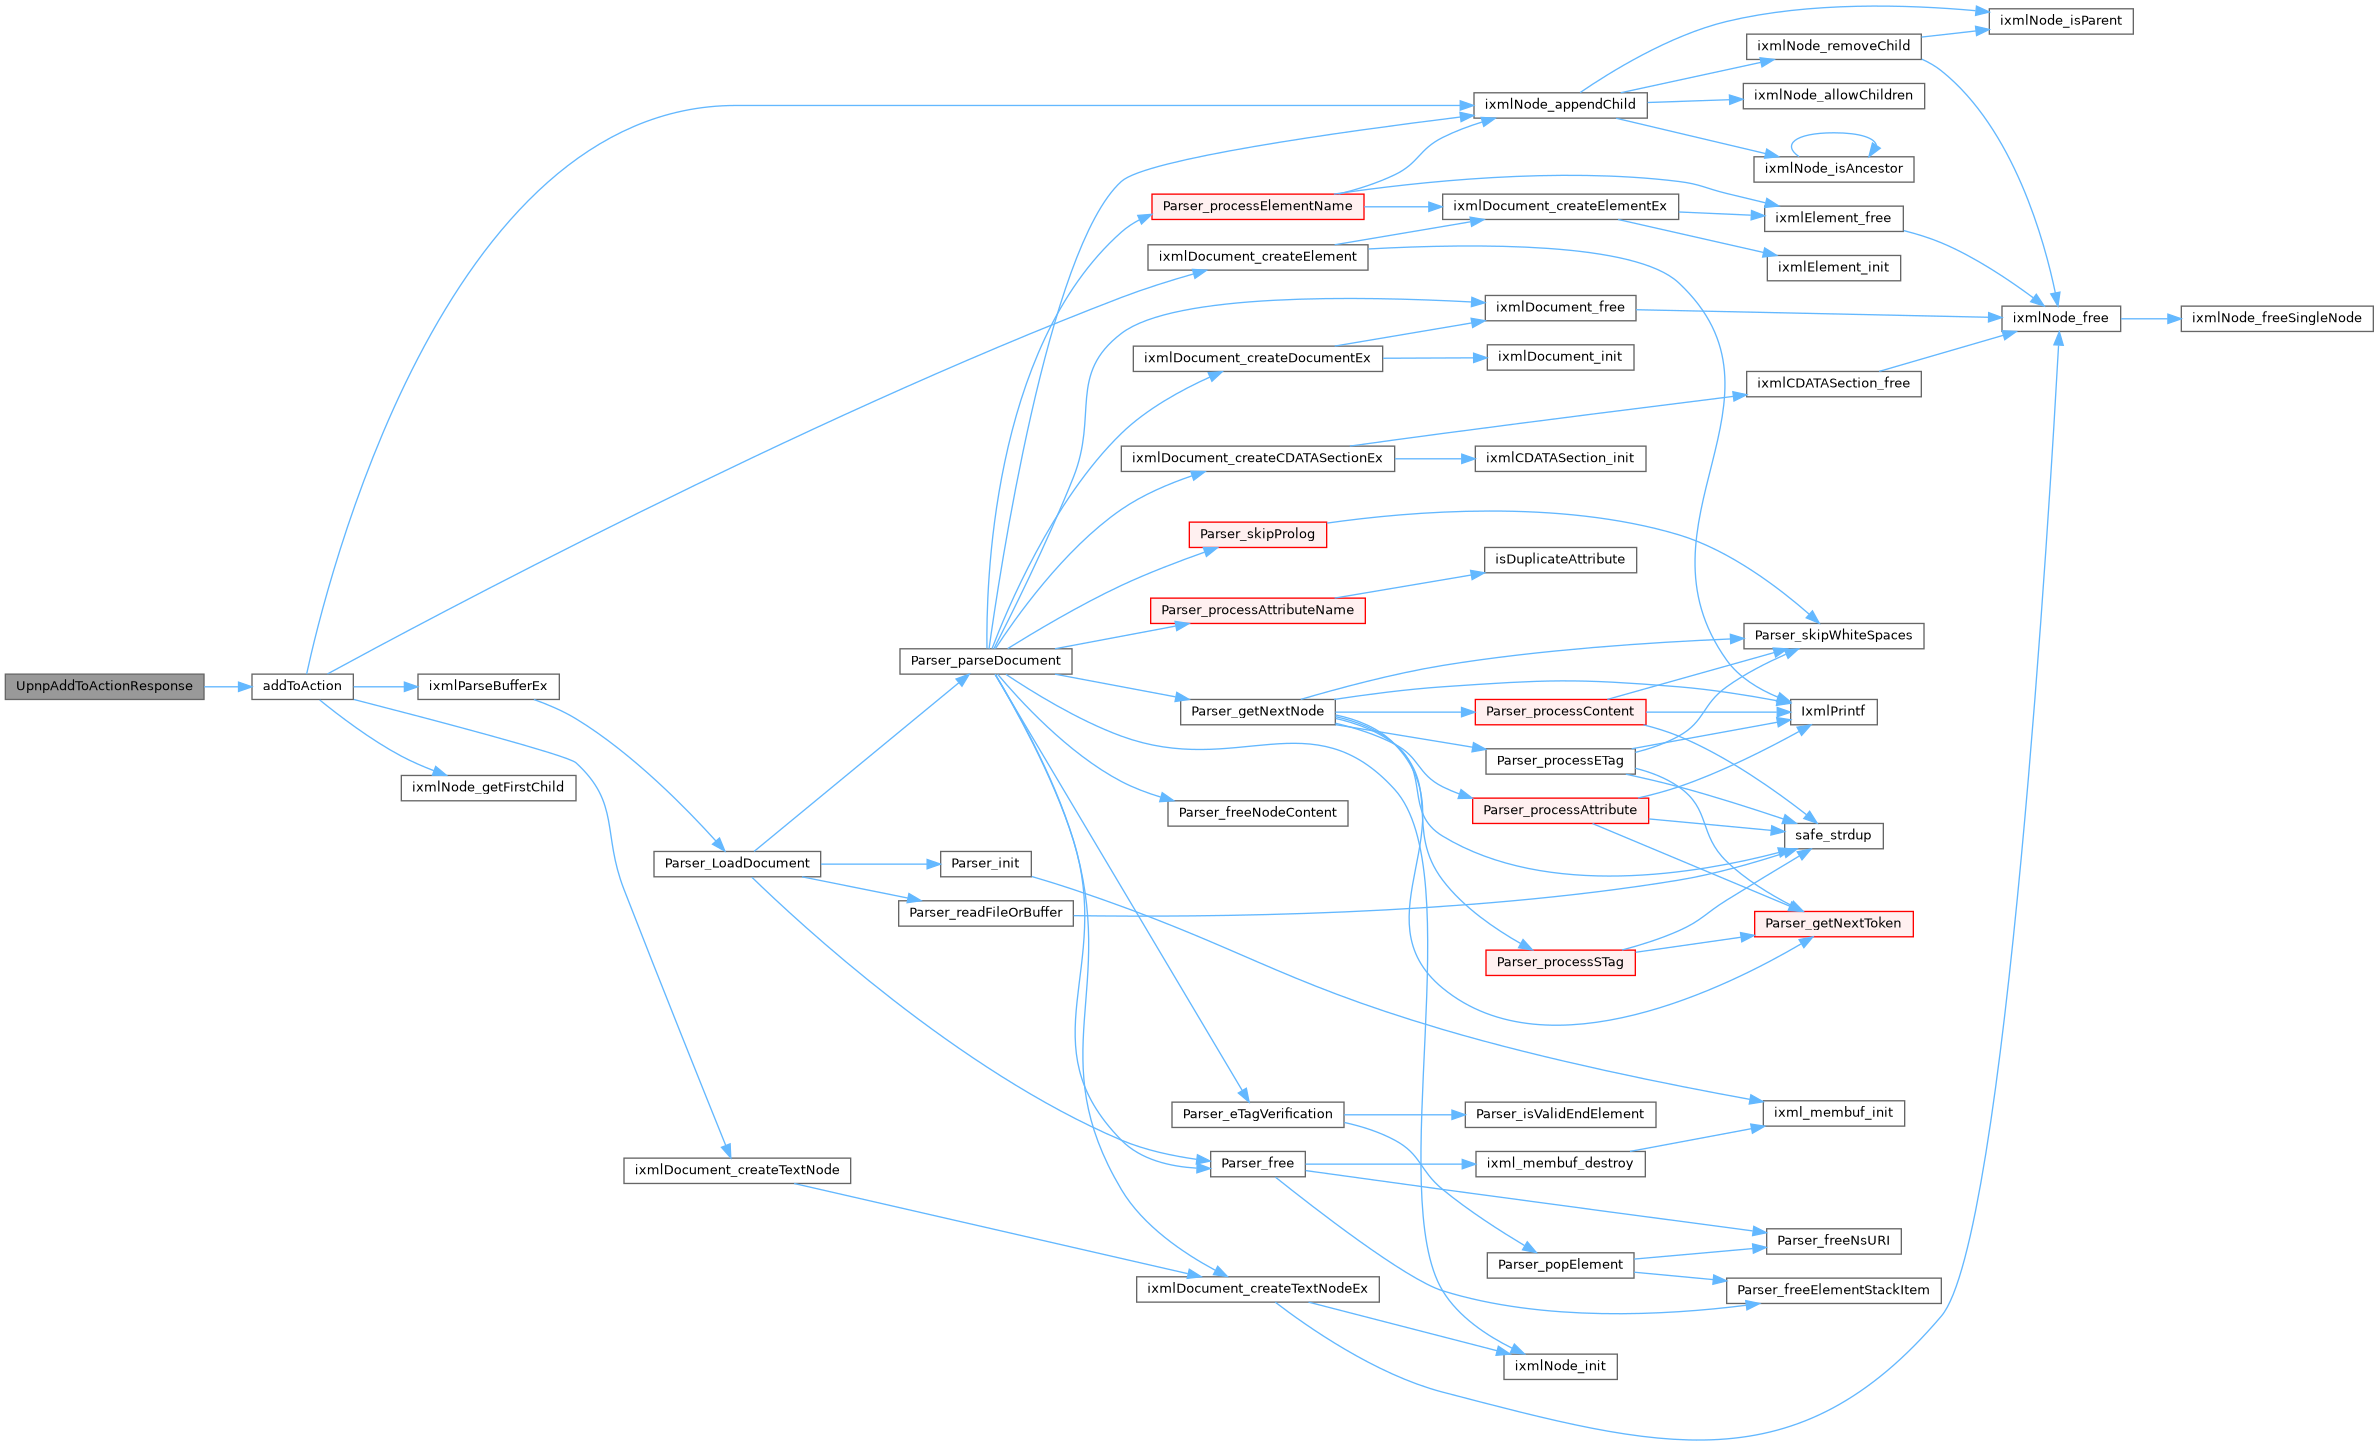 ixmlNode_isParent
ixmlNode_removeChild
ixmlNode_allowChildren
ixmlNode_appendChild
ixmlNode_isAncestor
Parser_processElementName
ixmlDocument_createElementEx
ixmlElement_free
ixmlDocument_createElement
ixmlElement_init
ixmlDocument_free
ixmlNode_free
ixmlNode_freeSingleNode
ixmlDocument_createDocumentEx
ixmlDocument_init
ixmlCDATASection_free
ixmlDocument_createCDATASectionEx
ixmlCDATASection_init
Parser_skipProlog
isDuplicateAttribute
Parser_processAttributeName
Parser_skipWhiteSpaces
Parser_parseDocument
UpnpAddToActionResponse
addToAction
ixmlParseBufferEx
Parser_getNextNode
Parser_processContent
IxmlPrintf
Parser_processETag
ixmlNode_getFirstChild
Parser_freeNodeContent
Parser_processAttribute
safe_strdup
Parser_LoadDocument
Parser_init
Parser_readFileOrBuffer
Parser_getNextToken
Parser_processSTag
Parser_eTagVerification
Parser_isValidEndElement
ixml_membuf_init
ixmlDocument_createTextNode
Parser_free
ixml_membuf_destroy
Parser_freeNsURI
Parser_popElement
ixmlDocument_createTextNodeEx
Parser_freeElementStackItem
ixmlNode_init